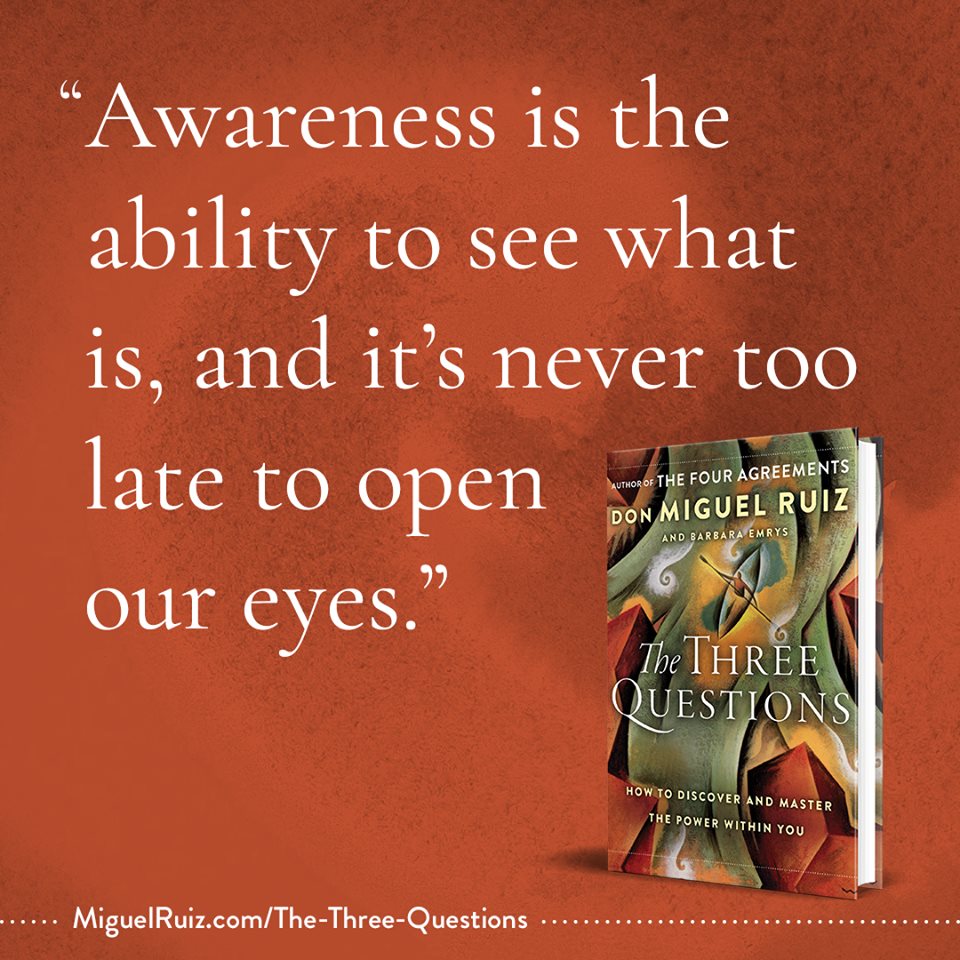 “Awareness is the
ability to see what
is, and it’s never too
late to open
our eyes.”
AUTHOR OF THE FOUR AGREEMENTS
DON MIGUEL RUIZ
AND BARBARA EMRYS
The THREE
QUESTIONS
HOW TO DISCOVER AND MASTER
THE POWER WITHIN YOU
MiguelRuiz.com/The-Three-Questions